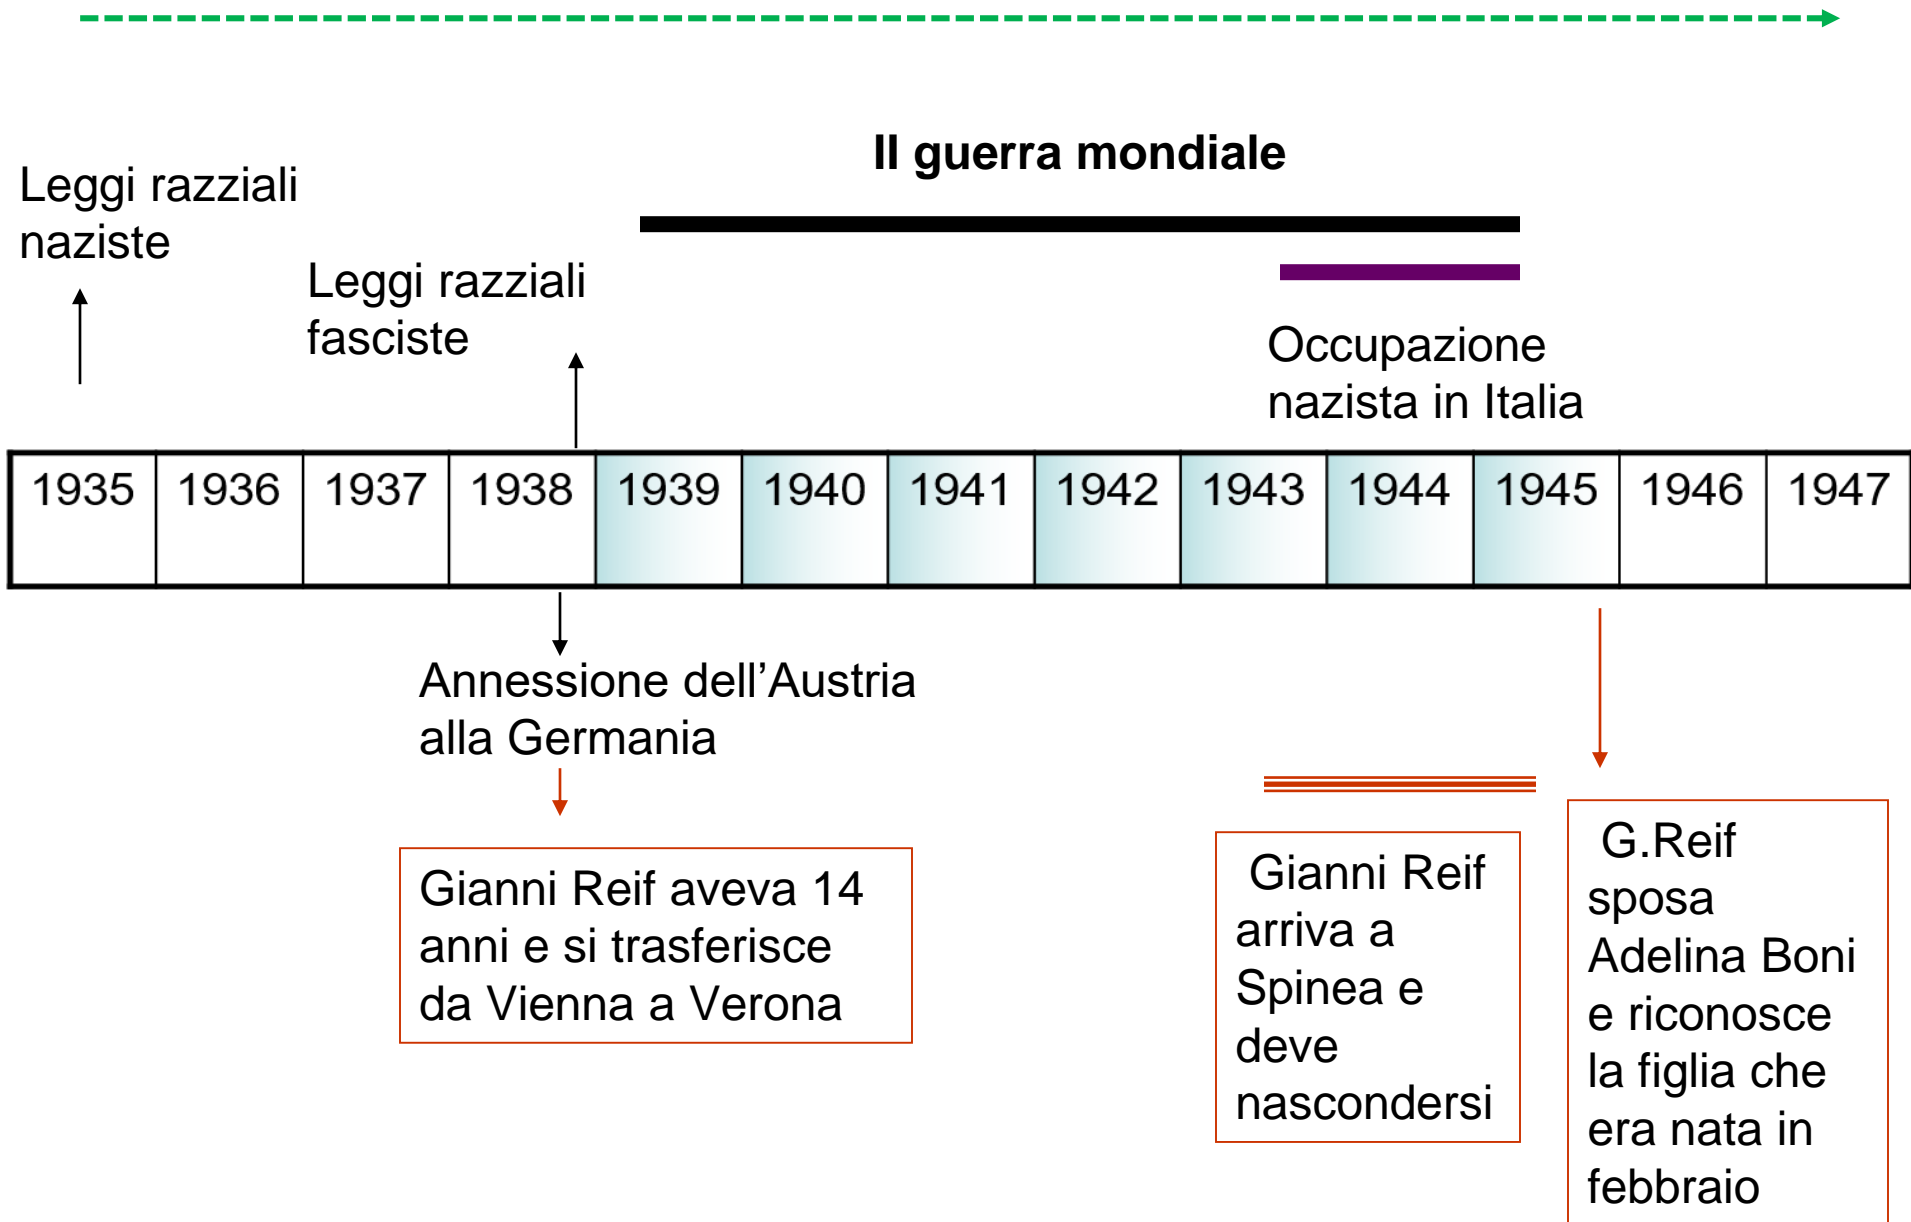 II guerra mondiale
Leggi razziali
naziste
Leggi razziali
fasciste
Occupazione
nazista in Italia
1935 1936 1937 1938 1939 1940 1941 1942 1943 1944 1945 1946 1947
Annessione dell’Austria
alla Germania
Gianni Reif aveva 14
anni e si trasferisce
da Vienna a Verona
Gianni Reif
arriva a
Spinea e
deve
nascondersi
G.Reif
sposa
Adelina Boni
e riconosce
la figlia che
era nata in
febbraio